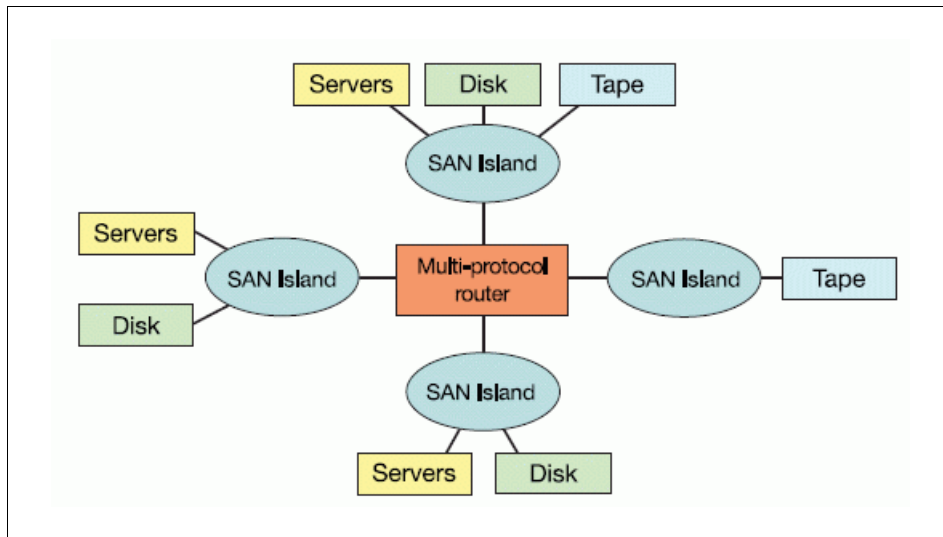 Servers
Disk
Tape
SAN Island
Servers
SAN Island
Disk
Multi-protocol
router
SAN Island
Tape
SAN Island
Servers
Disk